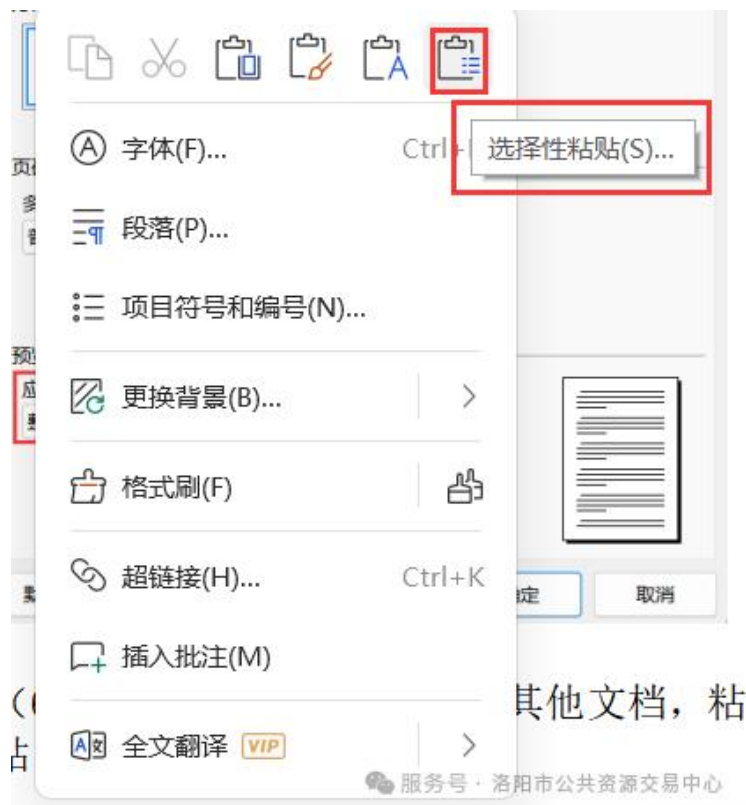 字体(F)...
Ctrl+
选择性粘贴(S)...
段落(P)...
项目符号和编号(N)...
更换背景(B)...
格式刷(F)
超链接(H)... Ctrl+K
取消
插入批注(M)
其他文档，粘
全文翻译 VIP
服务号 · 洛阳市公共资源交易中心